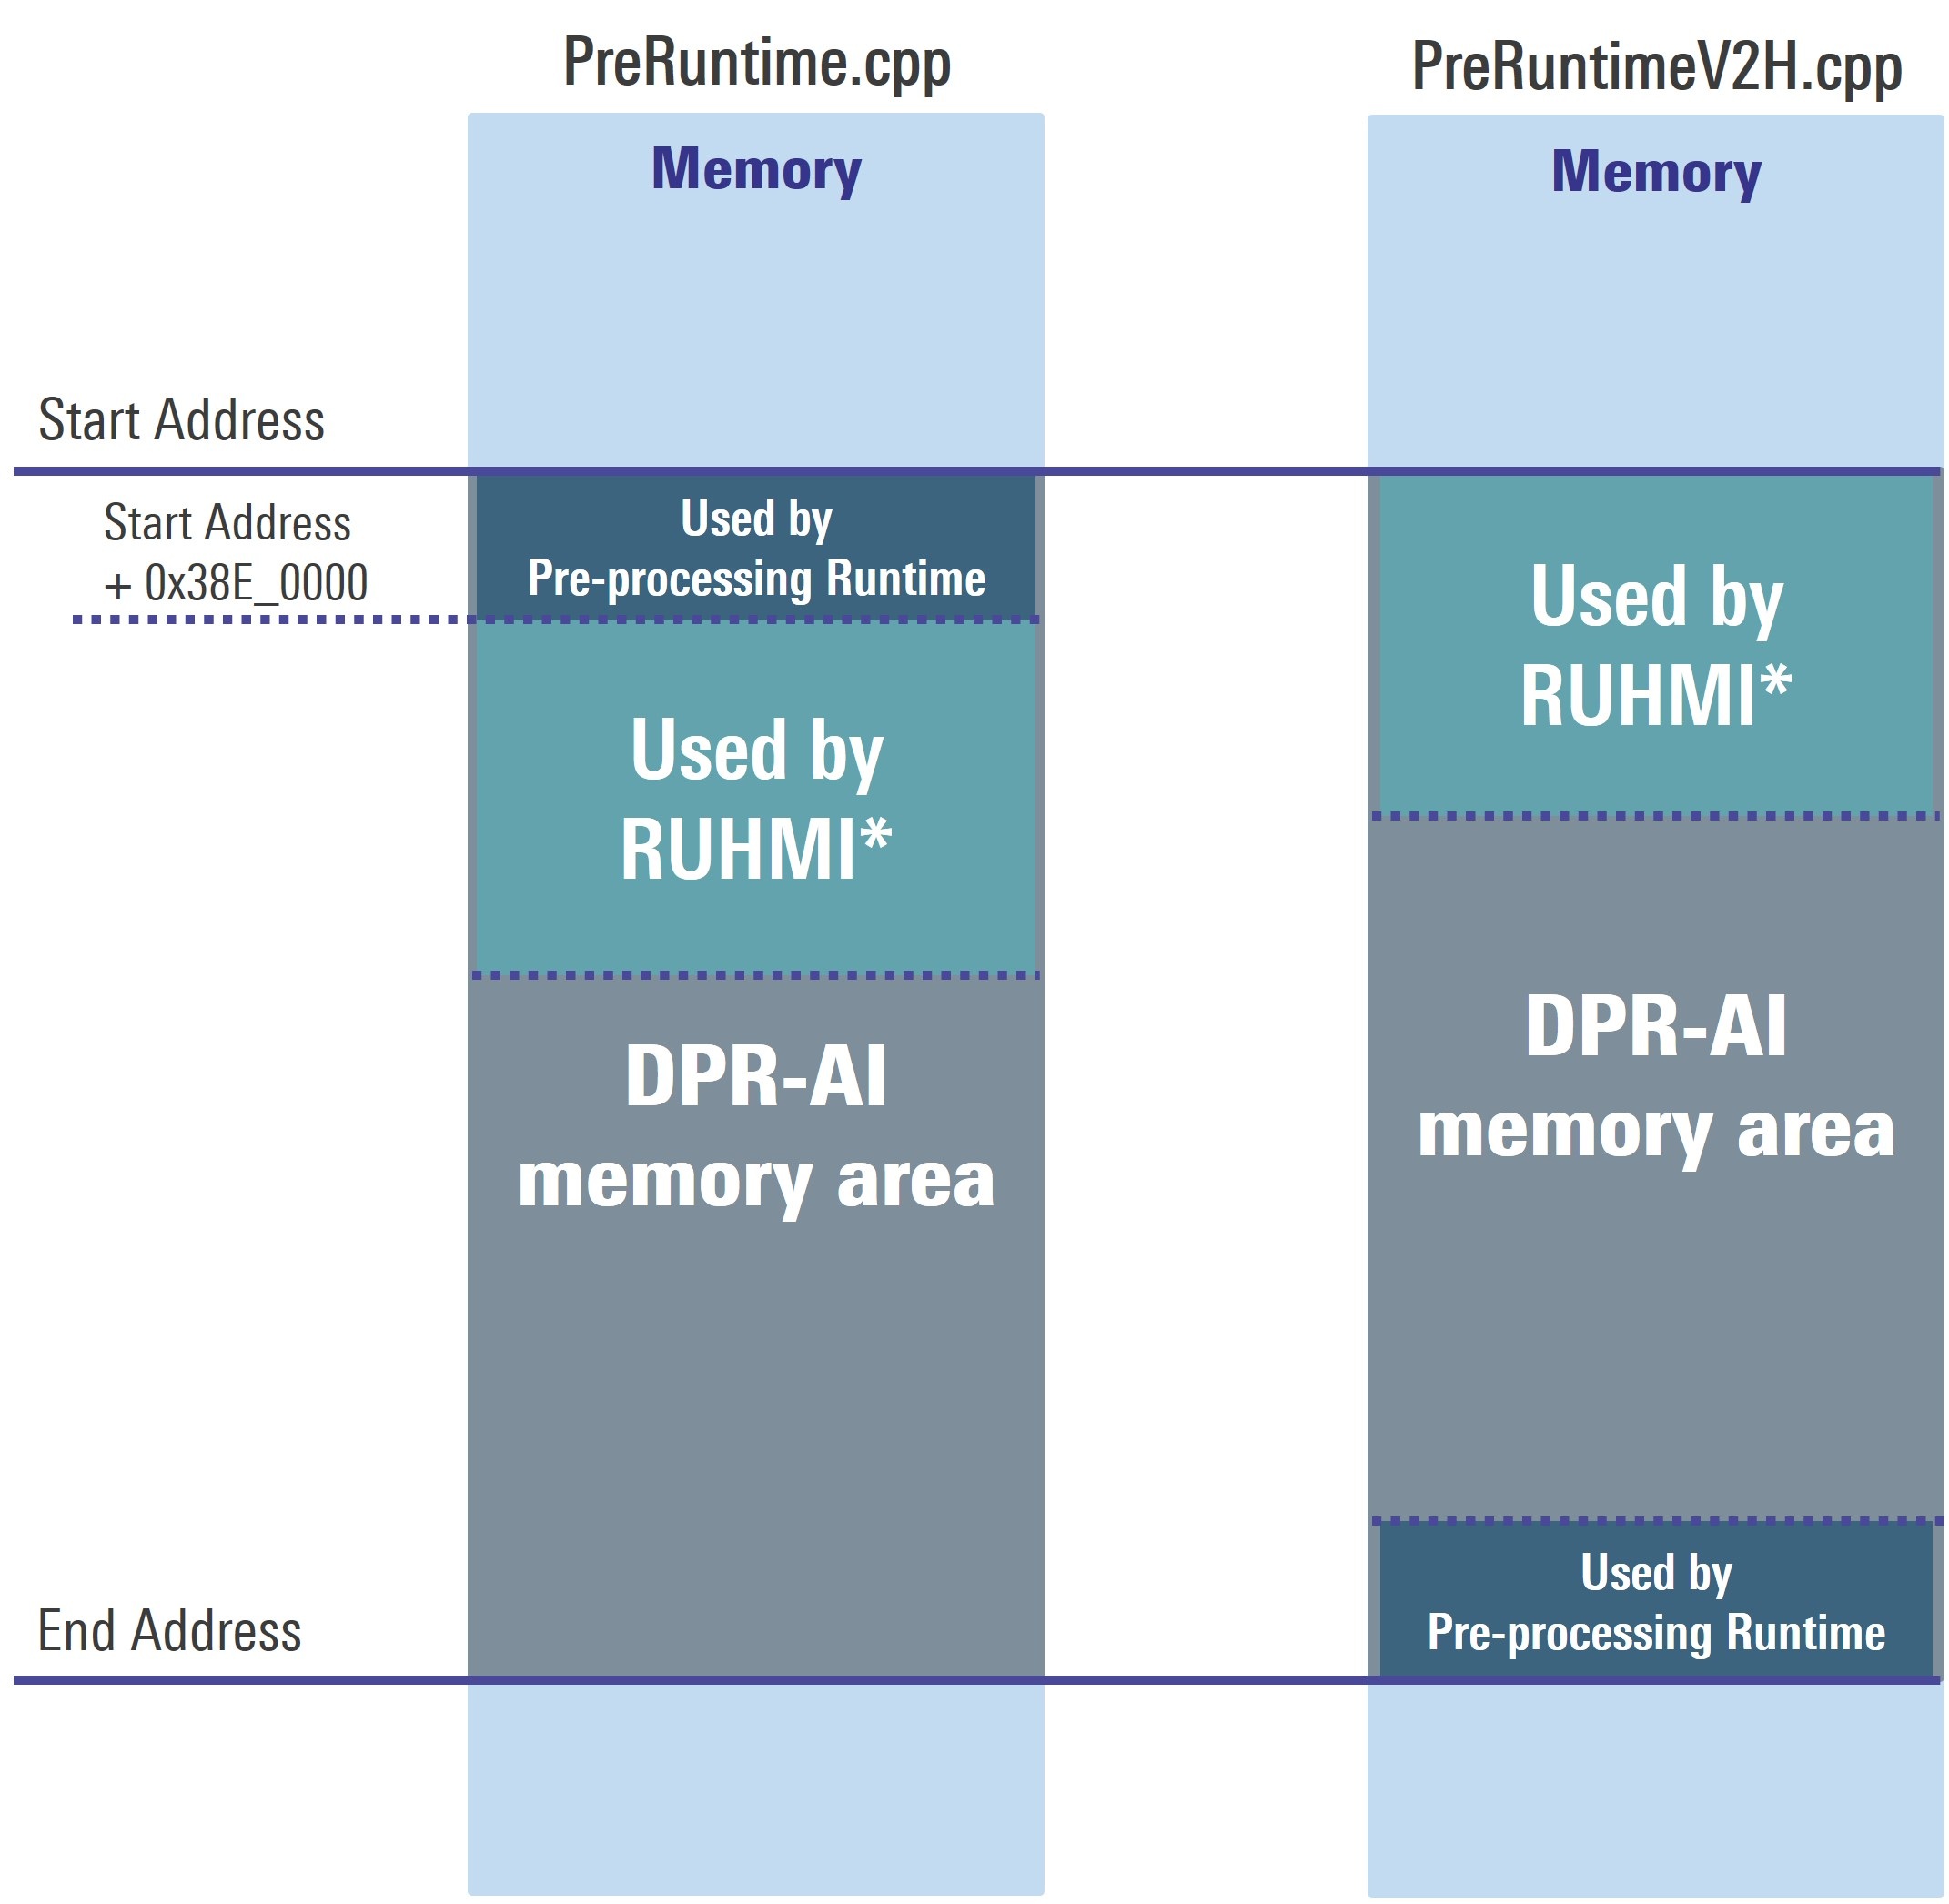 PreRuntime.cpp
PreRuntimeV2H.cpp
Memory
Memory
Start Address
Start Address
+ 0x38E_0000
Used by
Pre-processing Runtime
Used by
RUHMI*
DPR-AI
memory area
Used by
RUHMI*
DPR-AI
memory area
Used by
Pre-processing Runtime
End Address